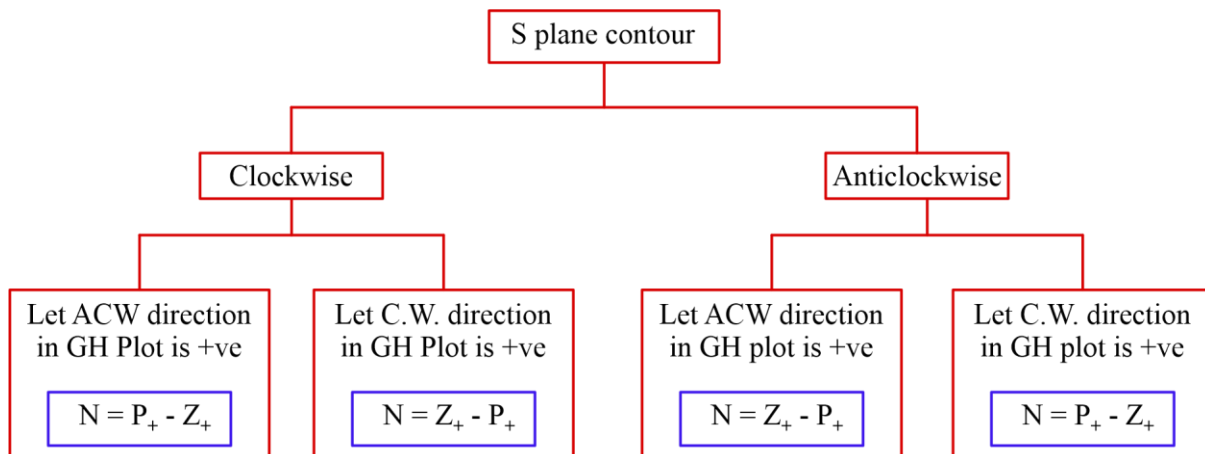 S plane contour
Clockwise
Anticlockwise
Let ACW direction
in GH Plot is +ve
N = P₊ - Z₊
Let C.W. direction
in GH Plot is +ve
N = Z₊ - P₊
Let ACW direction
in GH plot is +ve
N = Z₊ - P₊
Let C.W. direction
in GH plot is +ve
N = P₊ - Z₊